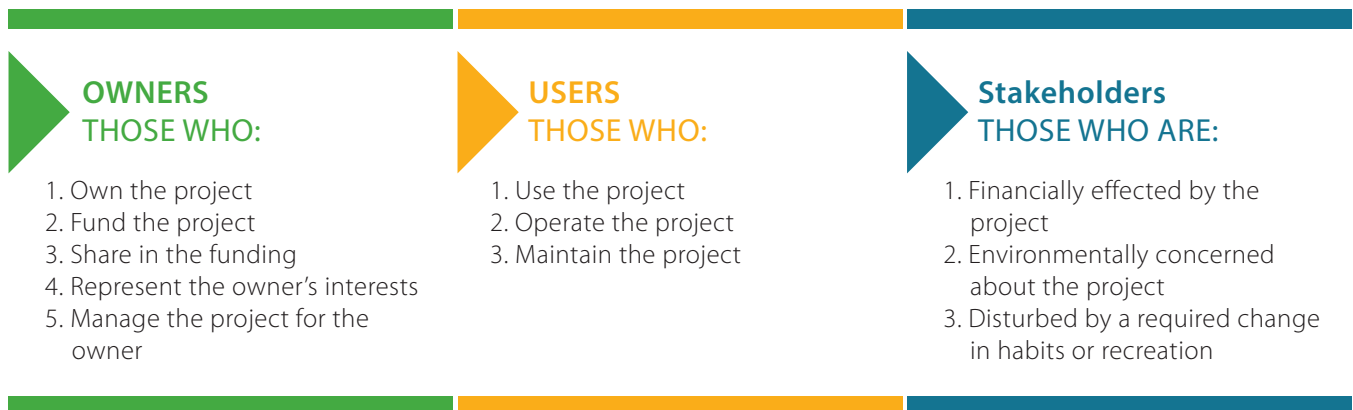 OWNERS
THOSE WHO:
1. Own the project
2. Fund the project
3. Share in the funding
4. Represent the owner’s interests
5. Manage the project for the
owner
USERS
THOSE WHO:
1. Use the project
2. Operate the project
3. Maintain the project
Stakeholders
THOSE WHO ARE:
1. Financially effected by the
project
2. Environmentally concerned
about the project
3. Disturbed by a required change
in habits or recreation